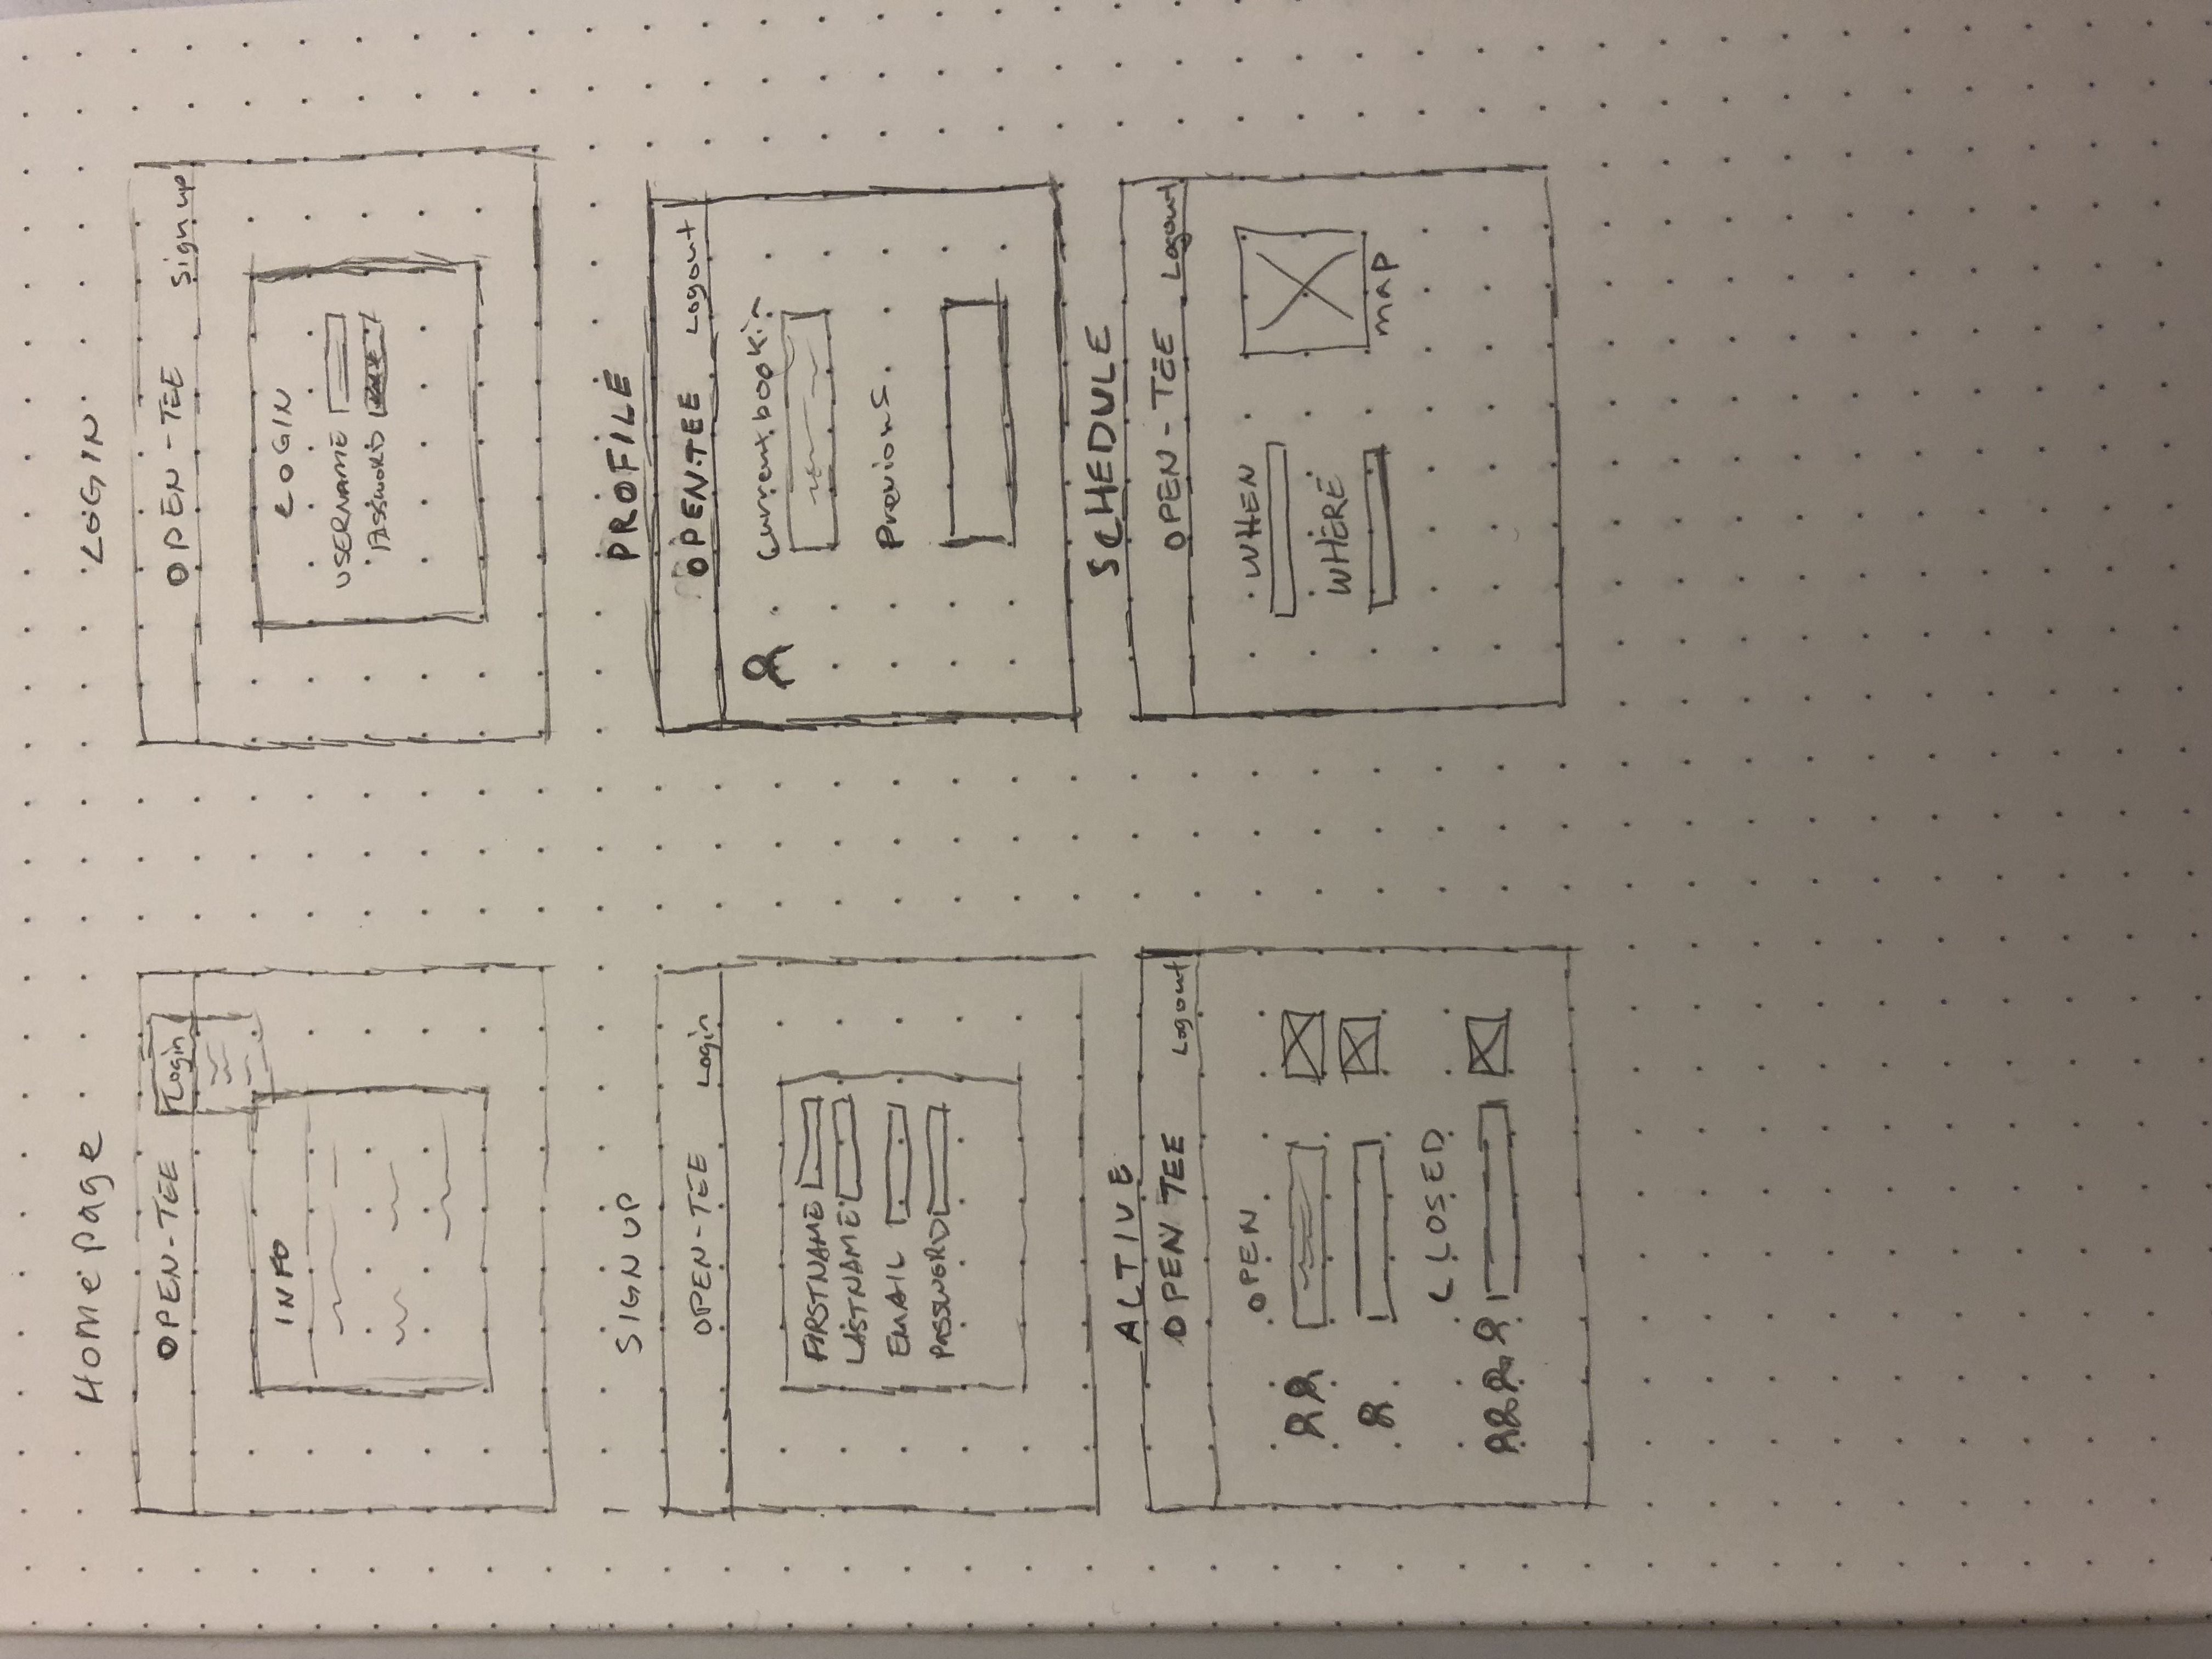 Homepage
OPEN-TEE Login
INFO
LOGIN
OPEN-TEE Sign up
LOGIN
USERNAME
PASSWORD
SIGN UP
OPEN-TEE Login
FIRSTNAME
LASTNAME
EMAIL
PASSWORD
PROFILE
OPEN-TEE Logout
Current bookin
Previous
ACTIVE
OPEN TEE Logout
OPEN
CLOSED
SCHEDULE
OPEN-TEE Logout
WHEN
WHERE
map